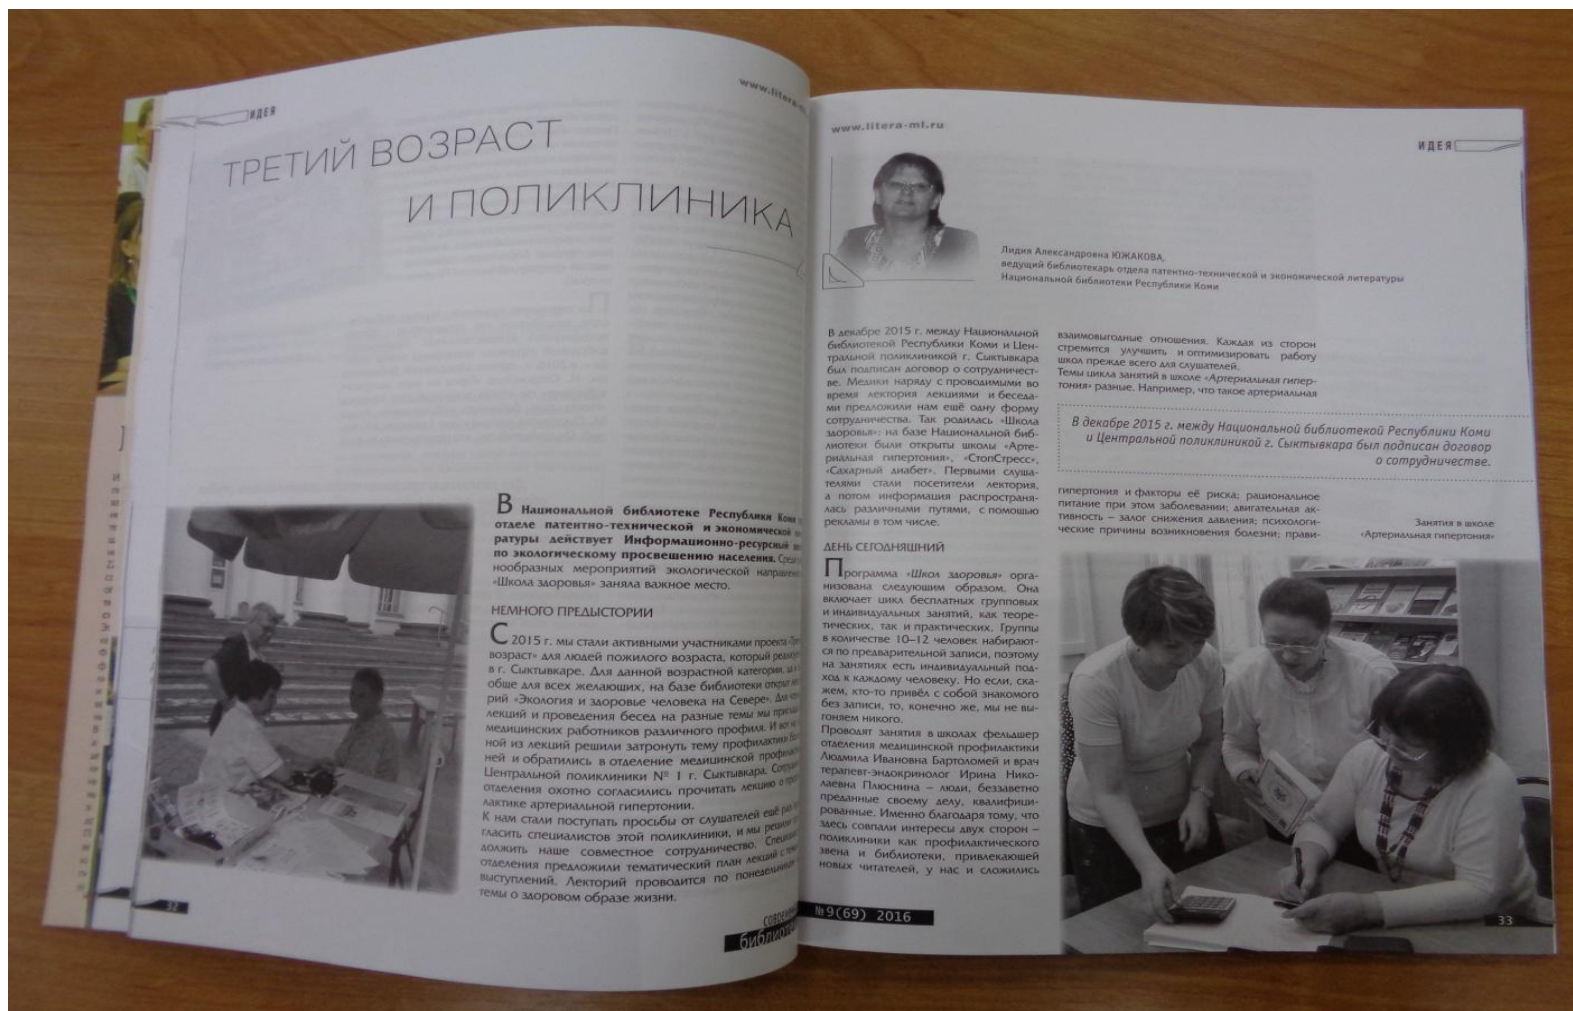 ИДЕЯ
www.litera-ml
ТРЕТИЙ ВОЗРАСТ
И ПОЛИКЛИНИКА
В Национальной библиотеке Республики Коми
отделе патентно-технической и экономической
ратуры действует Информационно-ресурсный
по экологическому просвещению населения. Среди
нообразных мероприятий экологической направлен
«Школа здоровья» заняла важное место.
НЕМНОГО ПРЕДЫСТОРИИ
С 2015 г. мы стали активными участниками проекта
возраст» для людей пожилого возраста, который
в г. Сыктывкаре. Для данной возрастной категории,
обще для всех желающих, на базе библиотеки открыт
рий «Экология и здоровье человека на Севере». Для
лекций и проведения бесед на разные темы мы
медицинских работников различного профиля. И
ной из лекций решили затронуть тему профилактики
ней и обратились в отделение медицинской
Центральной поликлиники № 1 г. Сыктывкара.
отделения охотно согласились прочитать лекцию о
лактике артериальной гипертонии.
К нам стали поступать просьбы от слушателей ещё раз
гласить специалистов этой поликлиники, и мы решили
должить наше совместное сотрудничество.
отделения предложили тематический план лекций с
выступлений. Лекторий проводится по понедельникам
темы о здоровом образе жизни.
32
www.litera-ml.ru
ИДЕЯ
Лидия Александровна ЮЖАКОВА,
ведущий библиотекарь отдела патентно-технической и экономической литературы
Национальной библиотеки Республики Коми
В декабре 2015 г. между Национальной
библиотекой Республики Коми и Цен-
тральной поликлиникой г. Сыктывкара
был подписан договор о сотрудничест-
ве. Медики наряду с проводимыми во
время лектория лекциями и беседа-
ми предложили нам ещё одну форму
сотрудничества. Так родилась «Школа
здоровья»: на базе Национальной биб-
лиотеки были открыты школы «Арте-
риальная гипертония», «СтопСтресс»,
«Сахарный диабет». Первыми слуша-
телями стали посетители лектория,
а потом информация распространя-
лась различными путями, с помощью
рекламы в том числе.
ДЕНЬ СЕГОДНЯШНИЙ
Программа «Школ здоровья» орга-
низована следующим образом. Она
включает цикл бесплатных групповых
и индивидуальных занятий, как теоре-
тических, так и практических. Группы
в количестве 10–12 человек набирают-
ся по предварительной записи, поэтому
на занятиях есть индивидуальный под-
ход к каждому человеку. Но если, ска-
жем, кто-то привёл с собой знакомого
без записи, то, конечно же, мы не вы-
гоняем никого.
Проводят занятия в школах фельдшер
отделения медицинской профилактики
Людмила Ивановна Бартоломей и врач
терапевт-эндокринолог Ирина Нико-
лаевна Плюснина – люди, беззаветно
преданные своему делу, квалифици-
рованные. Именно благодаря тому, что
здесь совпали интересы двух сторон –
поликлиники как профилактического
звена и библиотеки, привлекающей
новых читателей, у нас и сложились
взаимовыгодные отношения. Каждая из сторон
стремится улучшить и оптимизировать работу
школ прежде всего для слушателей.
Темы цикла занятий в школе «Артериальная гипер-
тония» разные. Например, что такое артериальная
В декабре 2015 г. между Национальной библиотекой Республики Коми
и Центральной поликлиникой г. Сыктывкара был подписан договор
о сотрудничестве.
гипертония и факторы её риска; рациональное
питание при этом заболевании; двигательная ак-
тивность – залог снижения давления; психологи-
ческие причины возникновения болезни; прави-
Занятия в школе
«Артериальная гипертония»
№9(69) 2016
33